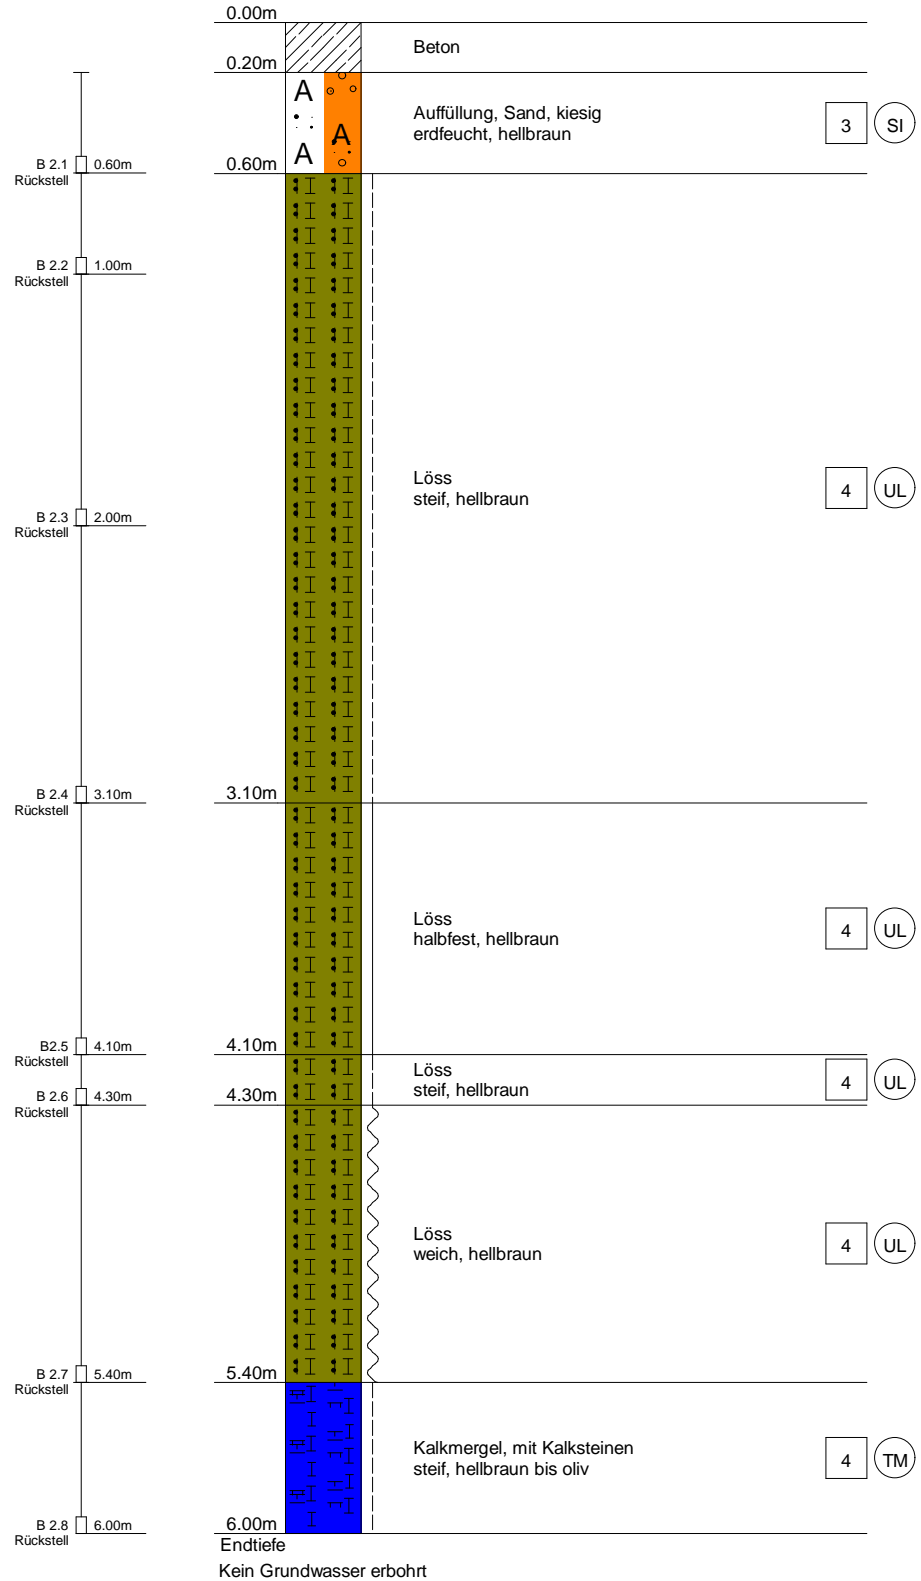 0.00m
Beton
0.20m
A
A
A
Auffüllung, Sand, kiesig
erdfeucht, hellbraun
3 SI
B 2.1 0.60m
Rückstell
0.60m
B 2.2 1.00m
Rückstell
Löss
steif, hellbraun
4 UL
B 2.3 2.00m
Rückstell
B 2.4 3.10m
Rückstell
3.10m
Löss
halbfest, hellbraun
4 UL
B2.5 4.10m
Rückstell
4.10m
Löss
steif, hellbraun
4 UL
B 2.6 4.30m
Rückstell
4.30m
Löss
weich, hellbraun
4 UL
B 2.7 5.40m
Rückstell
5.40m
Kalkmergel, mit Kalksteinen
steif, hellbraun bis oliv
4 TM
B 2.8 6.00m
Rückstell
6.00m
Endtiefe
Kein Grundwasser erbohrt